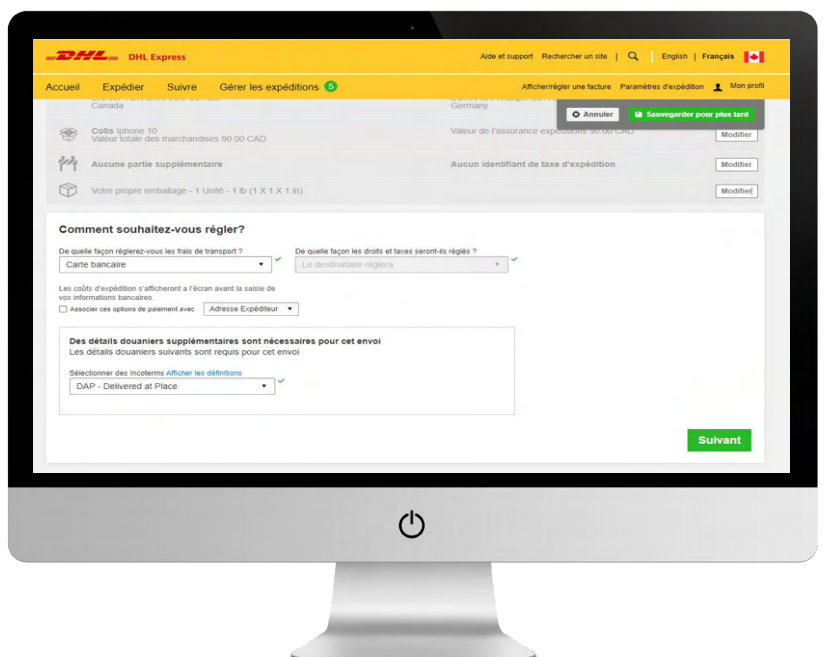 DHL DHL Express
Aide et support Rechercher un site | English | Français
Accueil Expédier Suivre Gérer les expéditions 5
Afficher/régler une facture Paramètres d'expédition Mon profil
Canada
Germany
Annuler Sauvegarder pour plus tard
Colis Iphone 10
Valeur totale des marchandises 90.00 CAD
Valeur de l'assurance expéditions 90.00 CAD
Modifier
Aucune partie supplémentaire
Aucun identifiant de taxe d'expédition
Modifier
Votre propre emballage - 1 Unité - 1 lb (1 X 1 X 1 in)
Modifier
Comment souhaitez-vous régler?
De quelle façon règlerez-vous les frais de transport ?
Carte bancaire
De quelle façon les droits et taxes seront-ils réglés ?
Le destinataire réglera
Les coûts d'expédition s'afficheront a l'écran avant la saisie de
vos informations bancaires.
Associer ces options de paiement avec Adresse Expéditeur
Des détails douaniers supplémentaires sont nécessaires pour cet envoi
Les détails douaniers suivants sont requis pour cet envoi
Sélectionner des Incoterms Afficher les définitions
DAP - Delivered at Place
Suivant